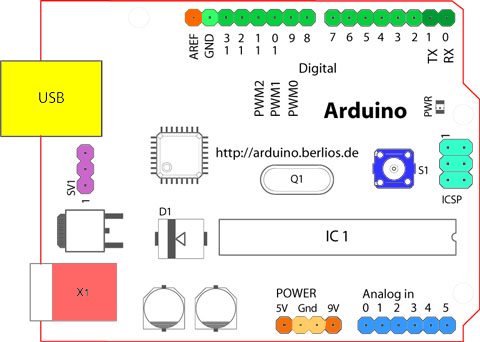 AREF
GND
13
12
11
10
9 8
7 6 5 4 3 2 1 0
TX
RX
Digital
USB
PWM2
PWM1
PWM0
Arduino
PWR
http://arduino.berlios.de
1
S1
ICSP
Q1
SV1
1
D1
IC 1
X1
POWER
5V Gnd 9V
Analog in
0 1 2 3 4 5